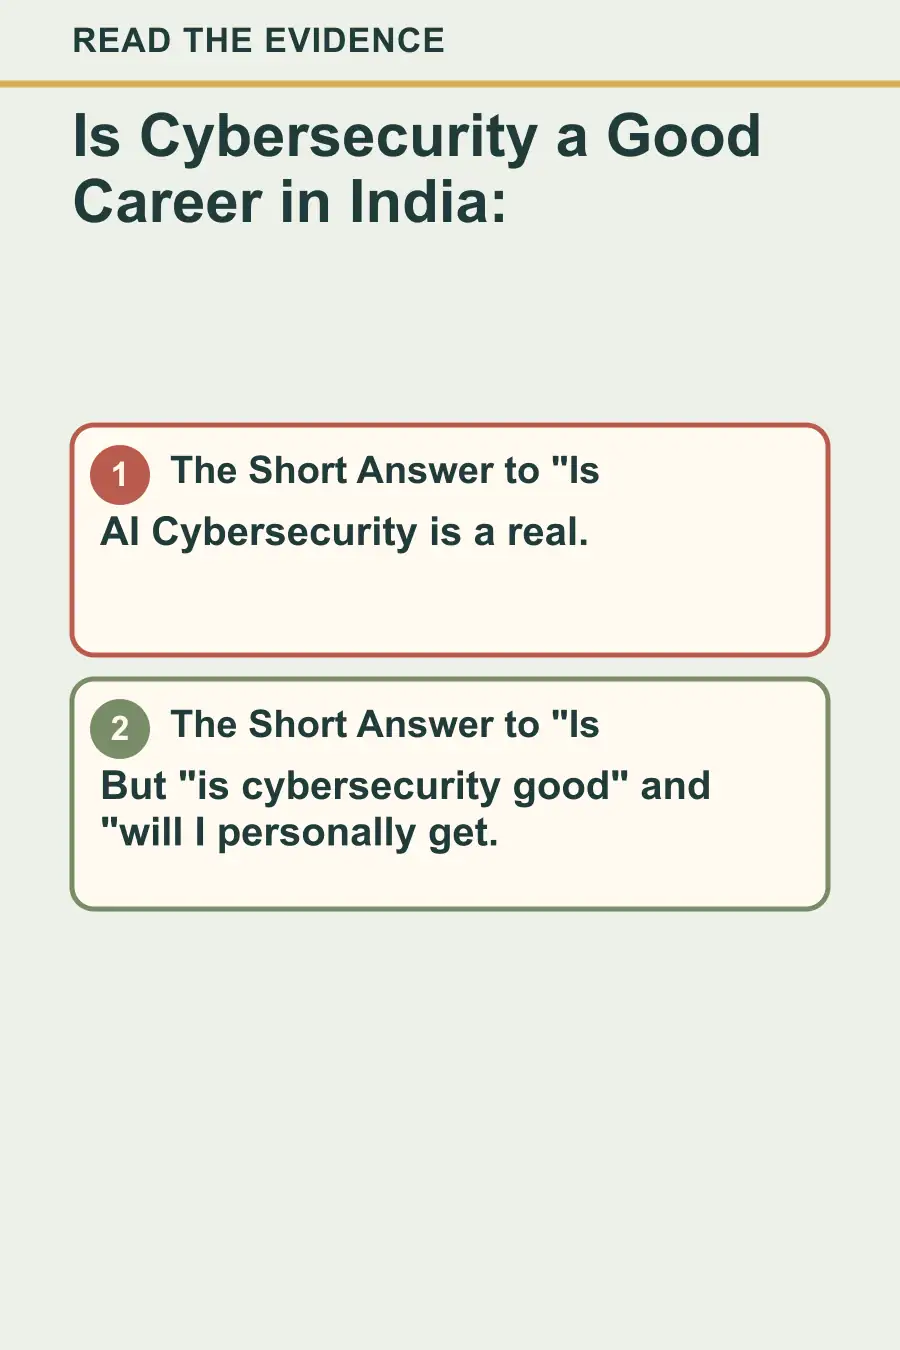 READ THE EVIDENCE
Is Cybersecurity a Good
Career in India:
1 The Short Answer to "Is
AI Cybersecurity is a real.
2 The Short Answer to "Is
But "is cybersecurity good" and
"will I personally get.